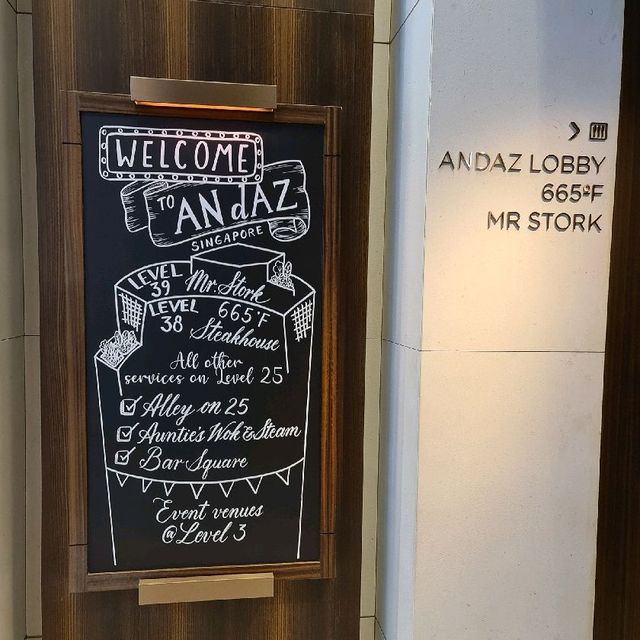 WELCOME
TO ANdAZ
SINGAPORE
LEVEL 39 Mr. Stork
LEVEL 38 665°F Steakhouse
All other
services on Level 25
Alley on 25
Auntie's Wok & Steam
Bar Square
Event venues
@Level 3
ANDAZ LOBBY
665°F
MR STORK